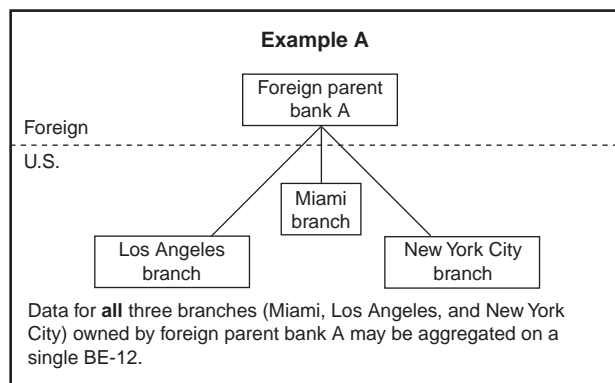 Example A
Foreign parent
bank A
Foreign
U.S.
Miami
branch
Los Angeles
branch
New York City
branch
Data for all three branches (Miami, Los Angeles, and New York
City) owned by foreign parent bank A may be aggregated on a
single BE-12.